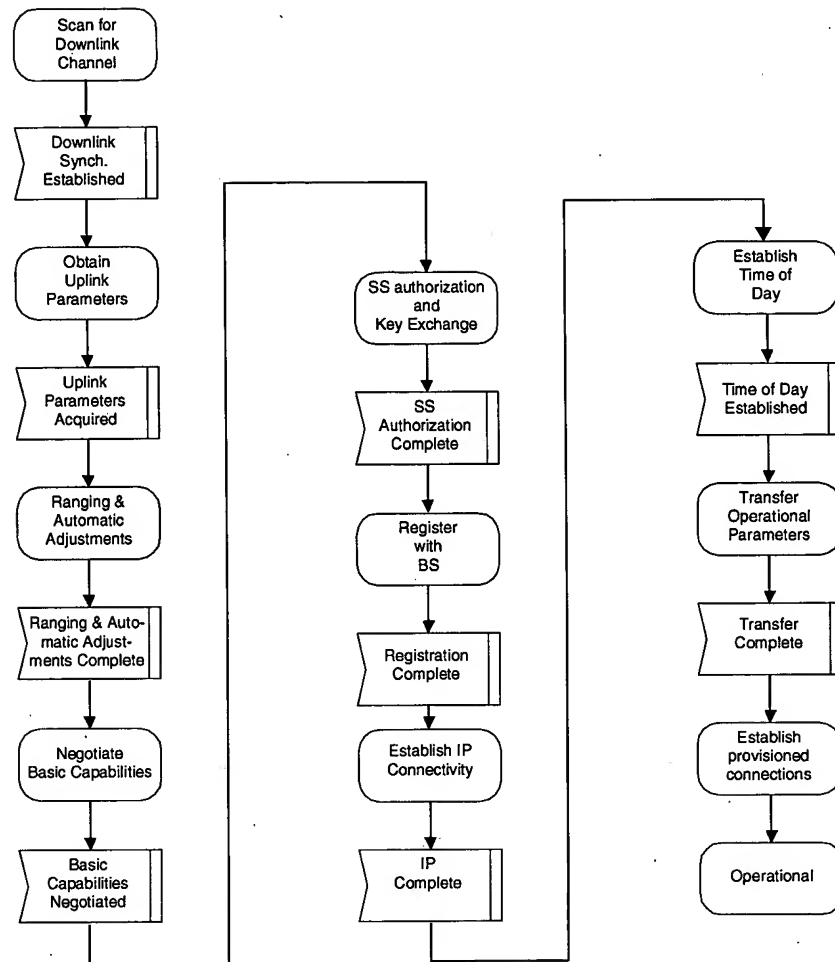 Scan for
Downlink
Channel
Downlink
Synch.
Established
Obtain
Uplink
Parameters
Uplink
Parameters
Acquired
Ranging &
Automatic
Adjustments
Ranging & Auto-
matic Adjust-
ments Complete
Negotiate
Basic Capabilities
Basic
Capabilities
Negotiated
SS authorization
and
Key Exchange
SS
Authorization
Complete
Register
with
BS
Registration
Complete
Establish IP
Connectivity
IP
Complete
Establish
Time of
Day
Time of Day
Established
Transfer
Operational
Parameters
Transfer
Complete
Establish
provisioned
connections
Operational